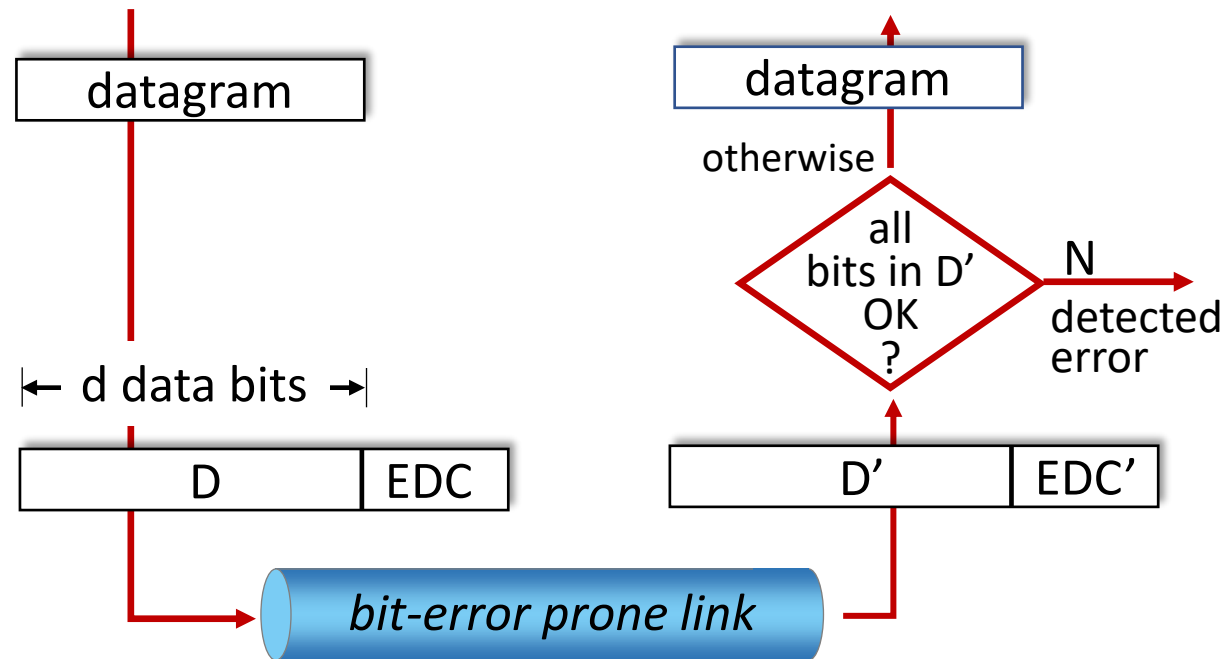 datagram
d data bits
D
EDC
bit-error prone link
D’
EDC’
all
bits in D’
OK
?
N
detected
error
otherwise
datagram